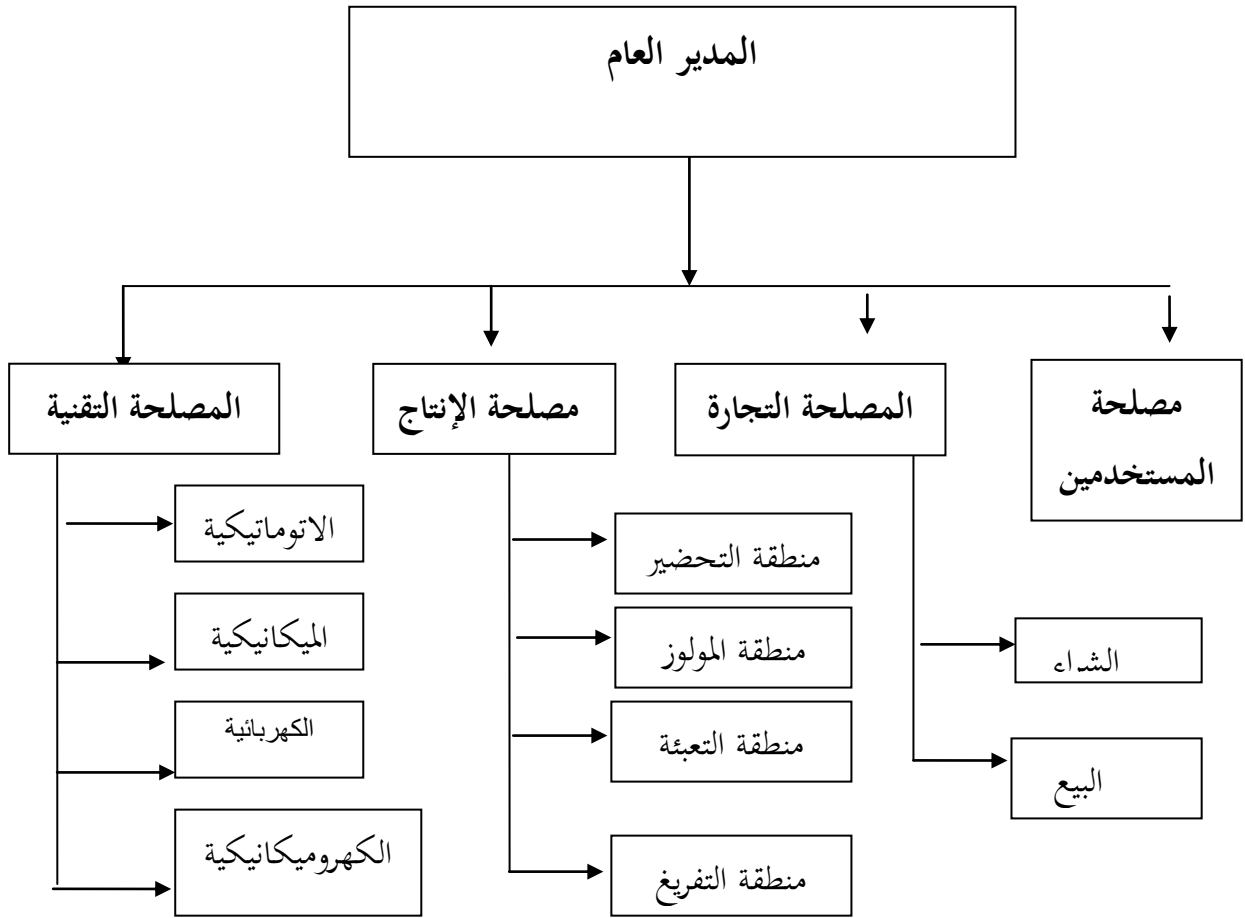 المدير العام
مصلحة
المستخدمين
المصلحة التجارة
مصلحة الإنتاج
المصلحة التقنية
الشراء
البيع
منطقة التحضير
منطقة المولوز
منطقة التعبئة
منطقة التفريغ
الاتوماتيكية
الميكانيكية
الكهربائية
الكهروميكانيكية